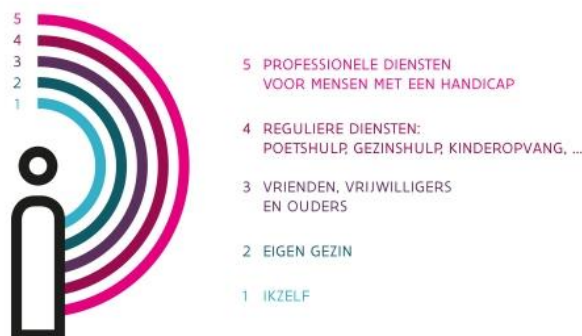 5
4
3
2
1
5 PROFESSIONELE DIENSTEN
VOOR MENSEN MET EEN HANDICAP
4 REGULIERE DIENSTEN:
POETSHULP, GEZINSHULP, KINDEROPVANG, ...
3 VRIENDEN, VRIJWILLIGERS
EN OUDERS
2 EIGEN GEZIN
1 IKZELF